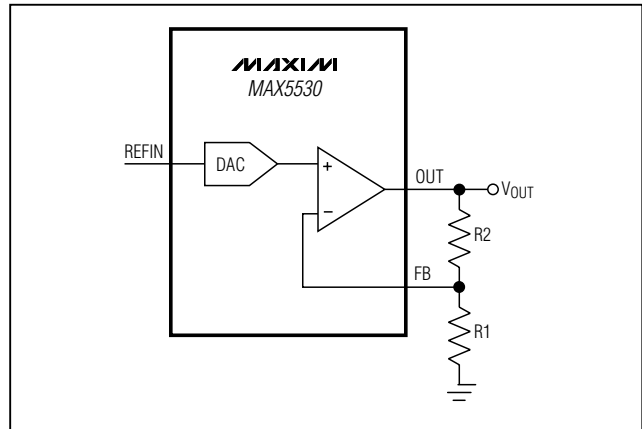 MAXIM
MAX5530
REFIN
DAC
+
OUT
VOUT
−
R2
FB
R1